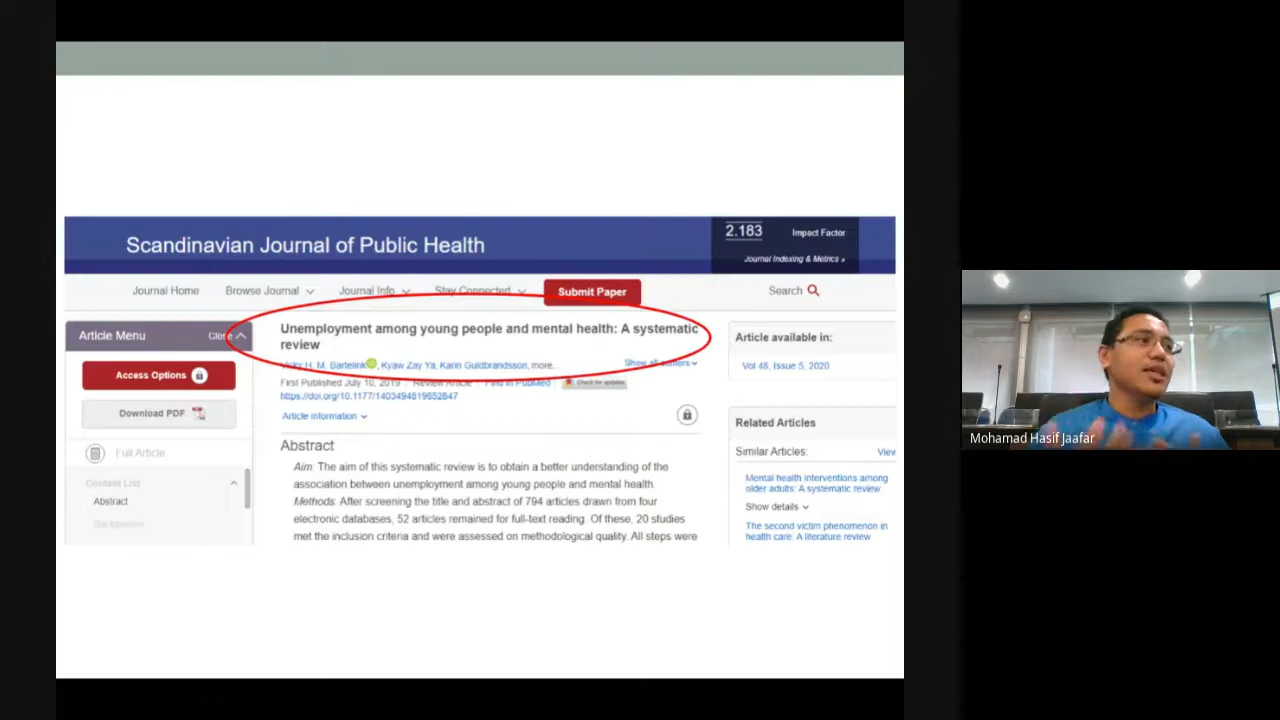 Scandinavian Journal of Public Health
2.183 Impact Factor
Journal Indexing & Metrics »
Journal Home Browse Journal Journal Info Stay Connected Submit Paper Search
Article Menu Close
Access Options
Download PDF
Full Article
Content List
Abstract
Background
Unemployment among young people and mental health: A systematic
review
Vicky H. M. Bartelink, Kyaw Zay Ya, Karin Guldbrandsson, more...
Show all authors
First Published July 10, 2019 Review Article Find in PubMed
Check for updates
https://doi.org/10.1177/1403494819852847
Article information
Abstract
Aim: The aim of this systematic review is to obtain a better understanding of the
association between unemployment among young people and mental health.
Methods: After screening the title and abstract of 794 articles drawn from four
electronic databases, 52 articles remained for full-text reading. Of these, 20 studies
met the inclusion criteria and were assessed on methodological quality. All steps were
Article available in:
Vol 48, Issue 5, 2020
Related Articles
Similar Articles: View
Mental health interventions among
older adults: A systematic review
Show details
The second victim phenomenon in
health care: A literature review
Mohamad Hasif Jaafar